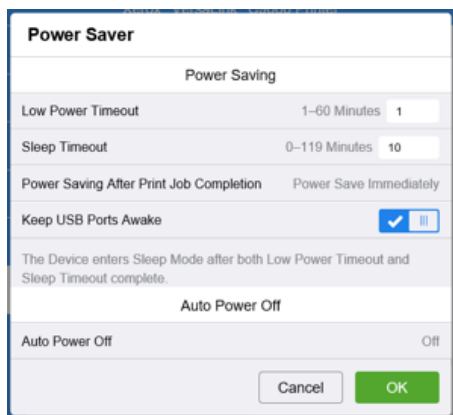 Power Saver
Power Saving
Low Power Timeout 1–60 Minutes 1
Sleep Timeout 0–119 Minutes 10
Power Saving After Print Job Completion Power Save Immediately
Keep USB Ports Awake
The Device enters Sleep Mode after both Low Power Timeout and
Sleep Timeout complete.
Auto Power Off
Auto Power Off Off
Cancel OK